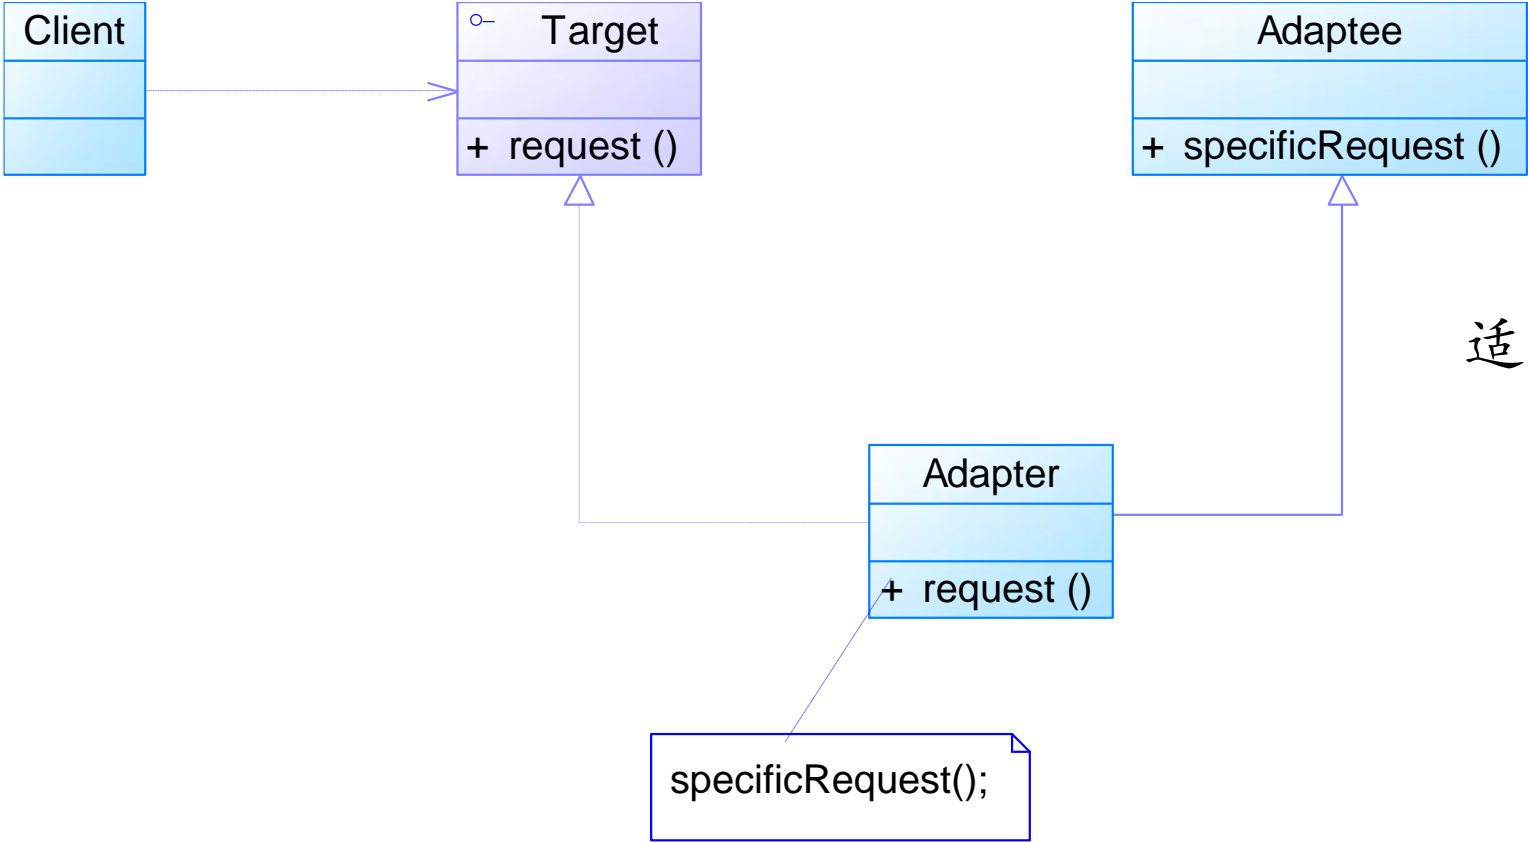 Client
Target
+ request ()
Adaptee
+ specificRequest ()
适
Adapter
+ request ()
specificRequest();